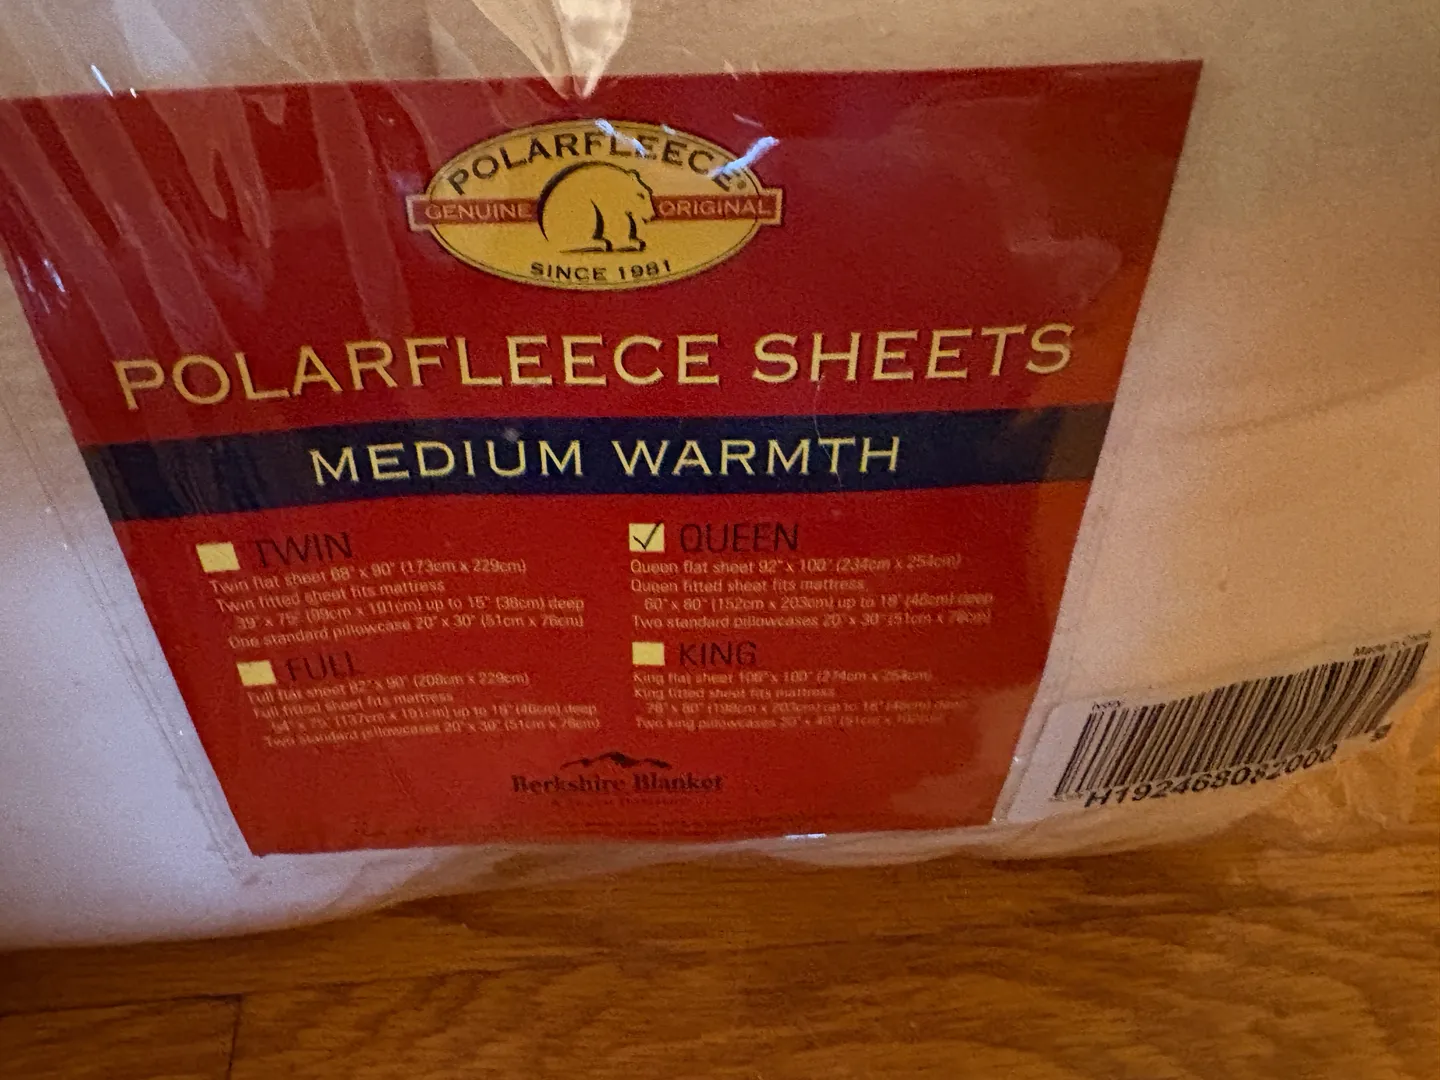 POLARFLEECE®
GENUINE ORIGINAL
SINCE 1981
POLARFLEECE SHEETS
MEDIUM WARMTH
TWIN
Twin flat sheet 68" x 90" (173cm x 229cm)
Twin fitted sheet fits mattress
39" x 75" (99cm x 191cm) up to 15" (38cm) deep
One standard pillowcase 20" x 30" (51cm x 76cm)
FULL
Full flat sheet 82" x 90" (208cm x 229cm)
Full fitted sheet fits mattress
54" x 75" (137cm x 191cm) up to 18" (46cm) deep
Two standard pillowcases 20" x 30" (51cm x 76cm)
QUEEN
Queen flat sheet 92" x 100" (234cm x 254cm)
Queen fitted sheet fits mattress
60" x 80" (152cm x 203cm) up to 18" (46cm) deep
Two standard pillowcases 20" x 30" (51cm x 76cm)
KING
King flat sheet 108" x 100" (274cm x 254cm)
King fitted sheet fits mattress
78" x 80" (198cm x 203cm) up to 18" (46cm) deep
Two king pillowcases 20" x 40" (51cm x 102cm)
Berkshire Blanket
Made in China
Ivory
H192468082000 8